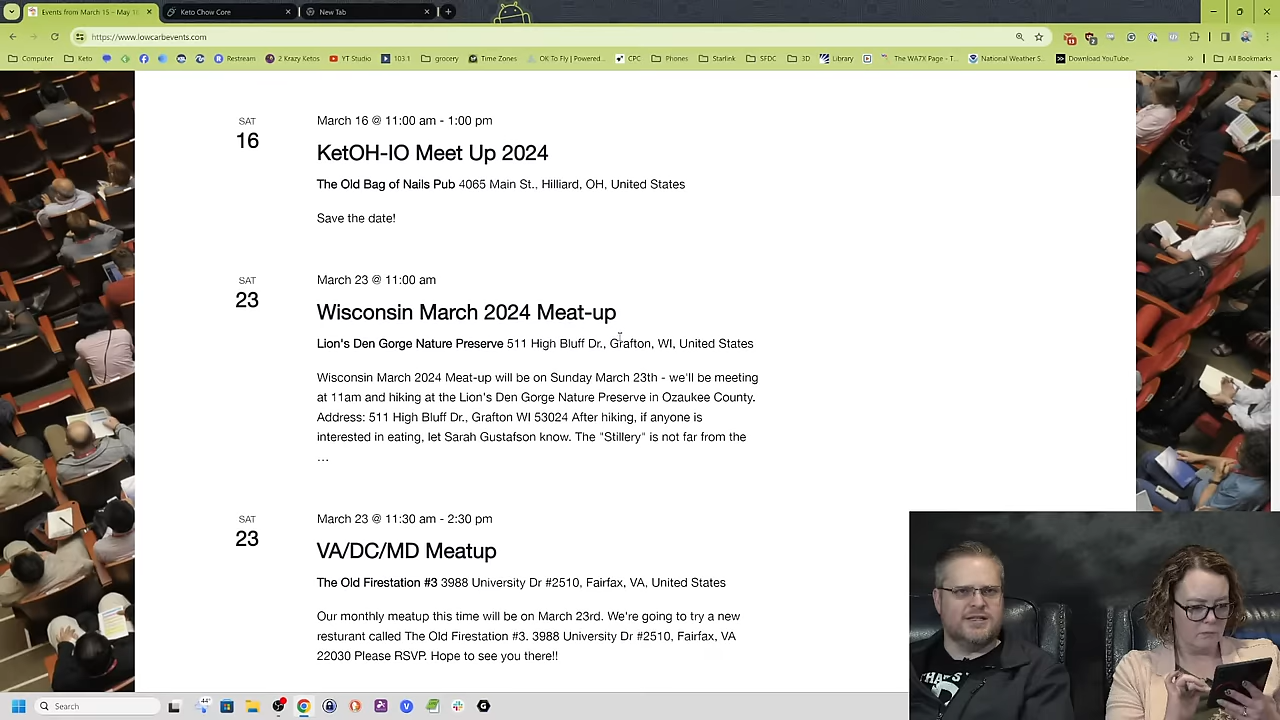 Events from March 15 – May 1
Keto Chow Core
New Tab
https://www.lowcarbevents.com
Computer
Keto
Restream
2 Krazy Ketos
YT Studio
103.1
grocery
Time Zones
OK To Fly | Powered...
CPC
Phones
Starlink
SFDC
3D
Library
The WA7X Page - T...
National Weather S...
Download YouTube...
All Bookmarks
SAT
16
March 16 @ 11:00 am - 1:00 pm
KetOH-IO Meet Up 2024
The Old Bag of Nails Pub 4065 Main St., Hilliard, OH, United States
Save the date!
SAT
23
March 23 @ 11:00 am
Wisconsin March 2024 Meat-up
Lion's Den Gorge Nature Preserve 511 High Bluff Dr., Grafton, WI, United States
Wisconsin March 2024 Meat-up will be on Sunday March 23th - we'll be meeting
at 11am and hiking at the Lion's Den Gorge Nature Preserve in Ozaukee County.
Address: 511 High Bluff Dr., Grafton WI 53024 After hiking, if anyone is
interested in eating, let Sarah Gustafson know. The "Stillery" is not far from the
…
SAT
23
March 23 @ 11:30 am - 2:30 pm
VA/DC/MD Meatup
The Old Firestation #3 3988 University Dr #2510, Fairfax, VA, United States
Our monthly meatup this time will be on March 23rd. We're going to try a new
resturant called The Old Firestation #3. 3988 University Dr #2510, Fairfax, VA
22030 Please RSVP. Hope to see you there!!
Search
44°